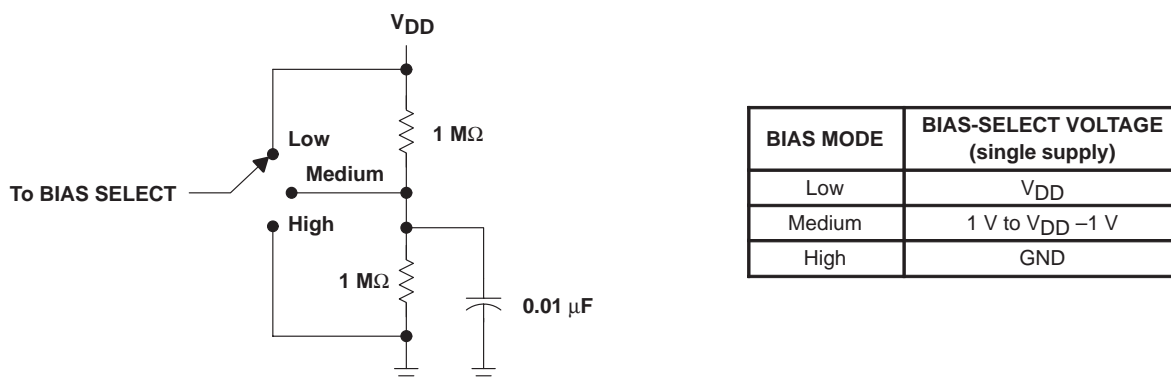 VDD
1 MΩ
Low
Medium
To BIAS SELECT
High
1 MΩ
0.01 μF
BIAS MODE BIAS-SELECT VOLTAGE
(single supply)
Low VDD
Medium 1 V to VDD –1 V
High GND